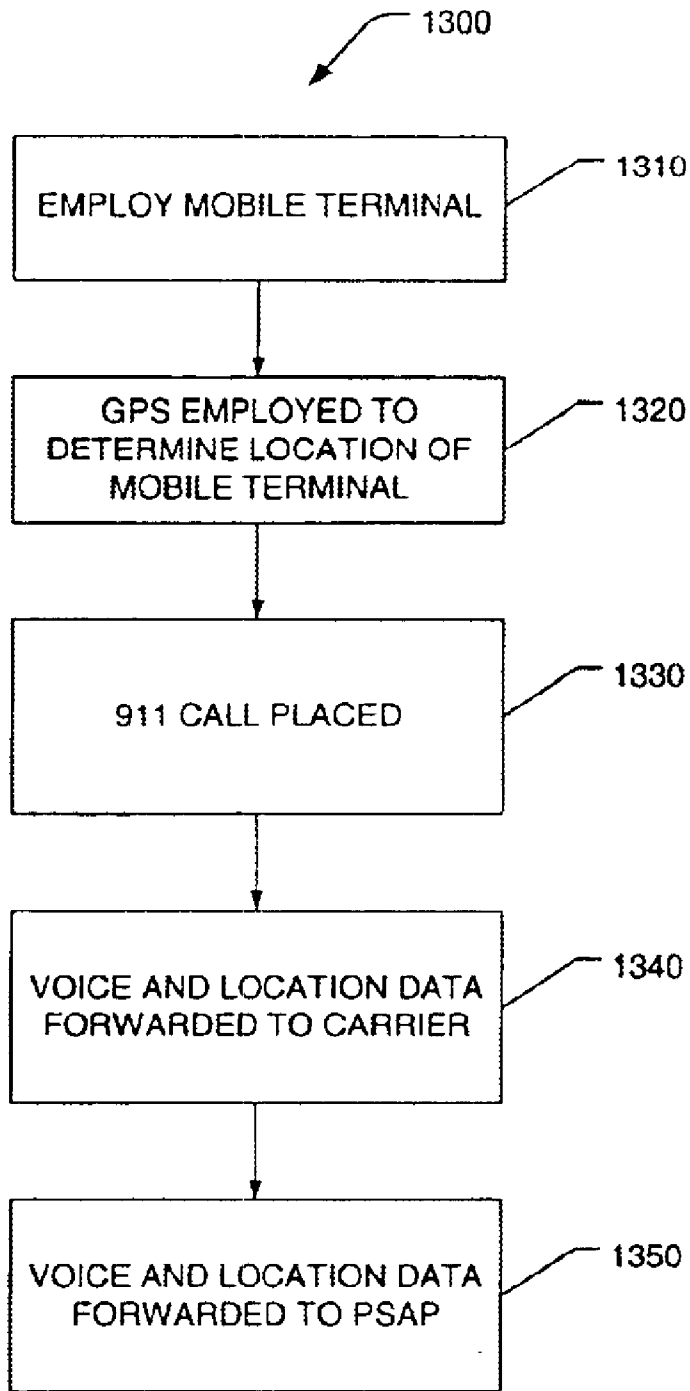 1300
EMPLOY MOBILE TERMINAL
1310
GPS EMPLOYED TO
DETERMINE LOCATION OF
MOBILE TERMINAL
1320
911 CALL PLACED
1330
VOICE AND LOCATION DATA
FORWARDED TO CARRIER
1340
VOICE AND LOCATION DATA
FORWARDED TO PSAP
1350